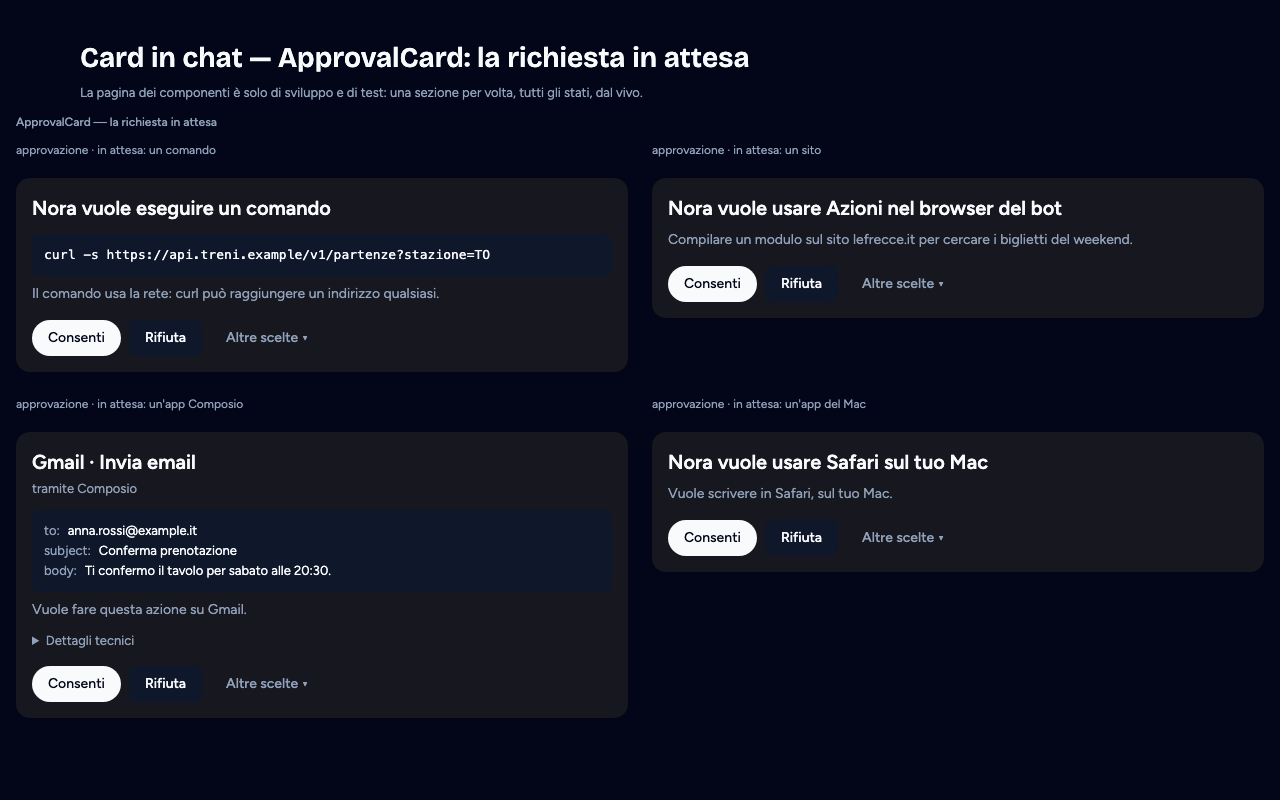 Card in chat — ApprovalCard: la richiesta in attesa
La pagina dei componenti è solo di sviluppo e di test: una sezione per volta, tutti gli stati, dal vivo.
ApprovalCard — la richiesta in attesa
approvazione · in attesa: un comando
Nora vuole eseguire un comando
curl -s https://api.treni.example/v1/partenze?stazione=TO
Il comando usa la rete: curl può raggiungere un indirizzo qualsiasi.
Consenti Rifiuta Altre scelte ▾
approvazione · in attesa: un sito
Nora vuole usare Azioni nel browser del bot
Compilare un modulo sul sito lefrecce.it per cercare i biglietti del weekend.
Consenti Rifiuta Altre scelte ▾
approvazione · in attesa: un'app Composio
Gmail · Invia email
tramite Composio
to: anna.rossi@example.it
subject: Conferma prenotazione
body: Ti confermo il tavolo per sabato alle 20:30.
Vuole fare questa azione su Gmail.
▶ Dettagli tecnici
Consenti Rifiuta Altre scelte ▾
approvazione · in attesa: un'app del Mac
Nora vuole usare Safari sul tuo Mac
Vuole scrivere in Safari, sul tuo Mac.
Consenti Rifiuta Altre scelte ▾